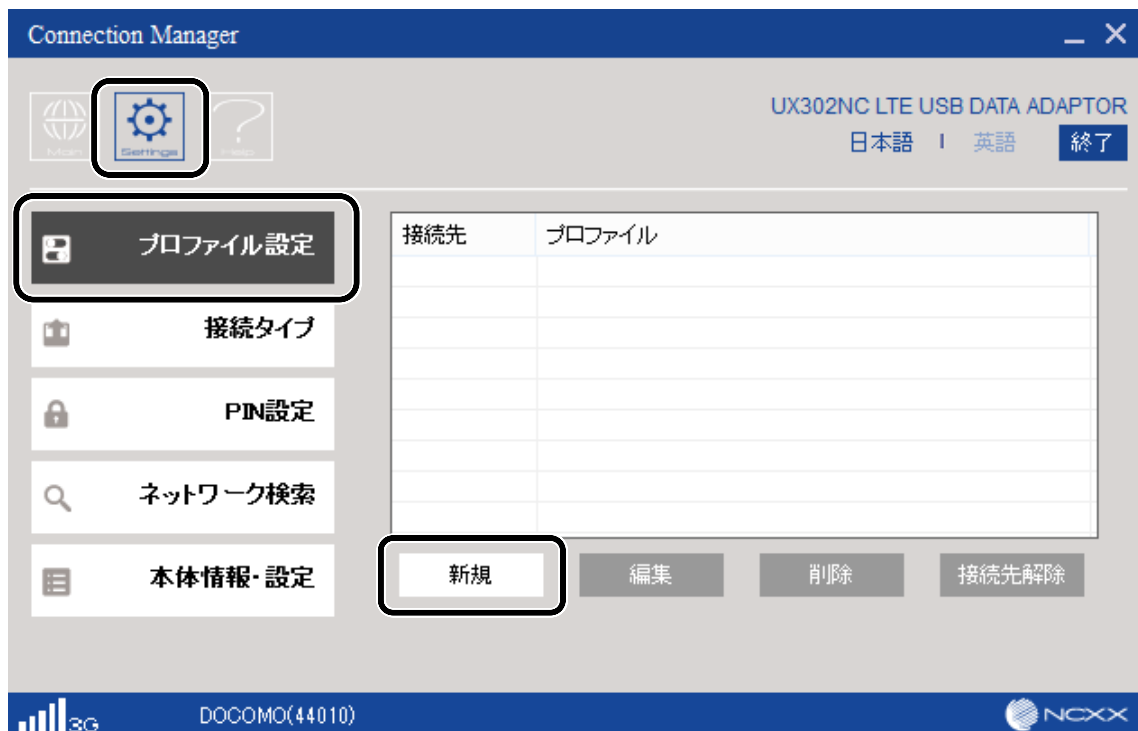 Connection Manager
Main
Settings
Help
UX302NC LTE USB DATA ADAPTOR
日本語 | 英語 終了
プロファイル設定
接続タイプ
PIN設定
ネットワーク検索
本体情報・設定
接続先 プロファイル
新規 編集 削除 接続先解除
3G DOCOMO(44010) NCXX